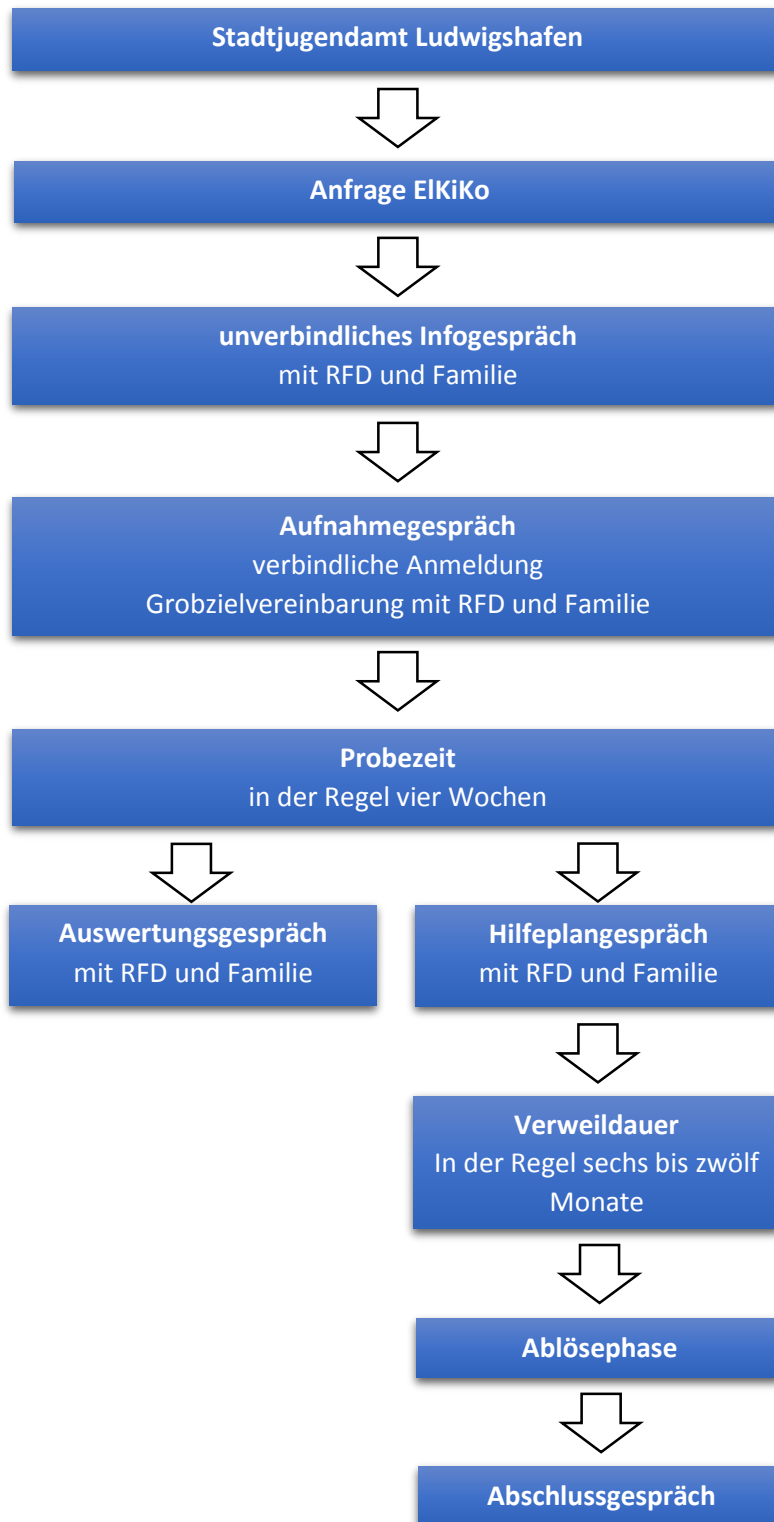 Stadtjugendamt Ludwigshafen
Anfrage ElKiKo
unverbindliches Infogespräch
mit RFD und Familie
Aufnahmegespräch
verbindliche Anmeldung
Grobzielvereinbarung mit RFD und Familie
Probezeit
in der Regel vier Wochen
Auswertungsgespräch
mit RFD und Familie
Hilfeplangespräch
mit RFD und Familie
Verweildauer
In der Regel sechs bis zwölf
Monate
Ablösephase
Abschlussgespräch